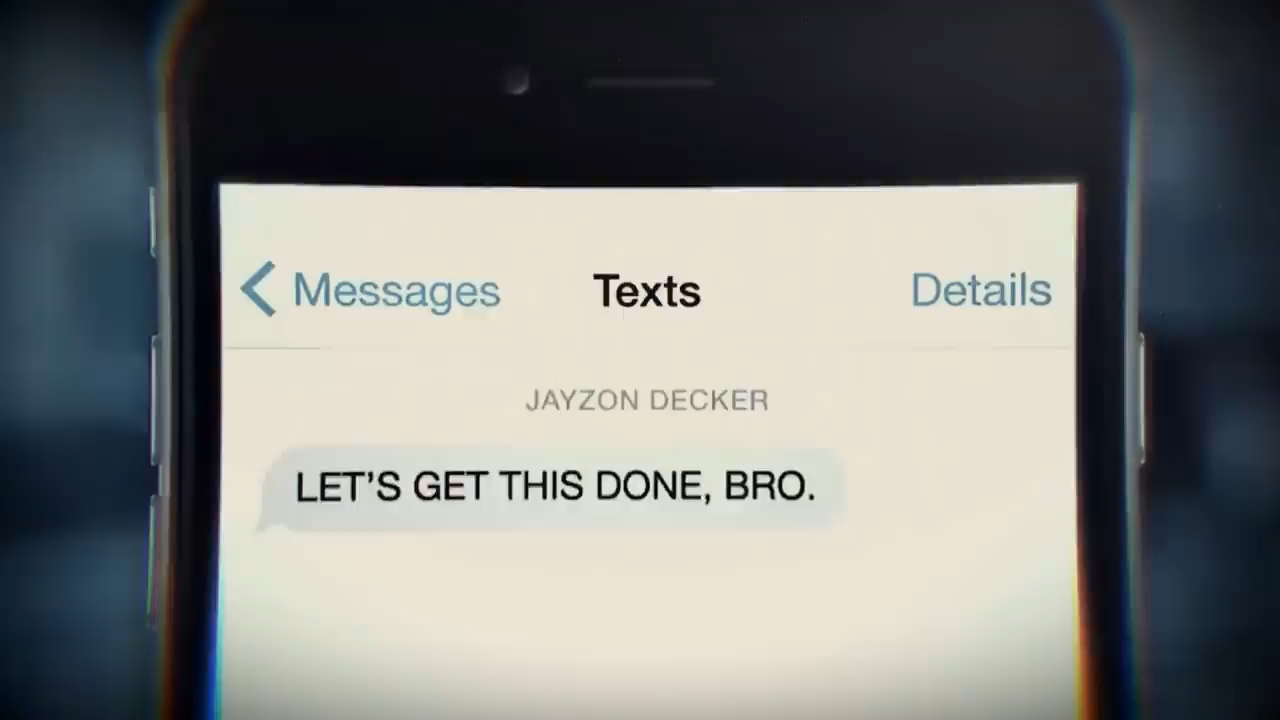 Messages Texts Details
JAYZON DECKER
LET'S GET THIS DONE, BRO.